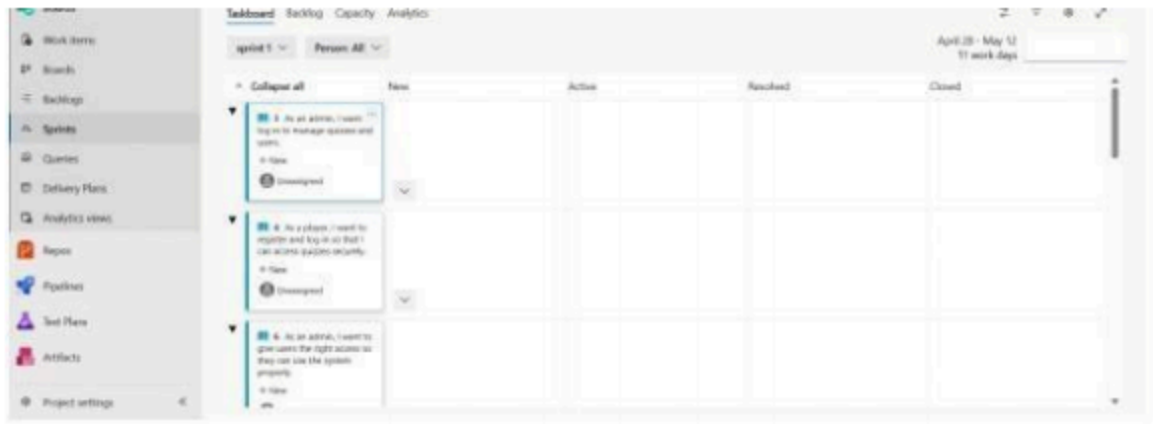 Boards
Taskboard Backlog Capacity Analytics
Work items
sprint 1 Person: All
April 28 - May 12
11 work days
Boards
Collapse all New Active Resolved Closed
Backlogs
3 As an admin, I want
log in to manage quizzes and
users.
+ New
Unassigned
Sprints
Queries
Delivery Plans
Analytics views
4 As a player, I want to
register and log in so that I
can access quizzes securely.
+ New
Unassigned
Repos
Pipelines
Test Plans
6 As an admin, I want to
give users the right access so
they can use the system
properly.
+ New
Artifacts
Project settings